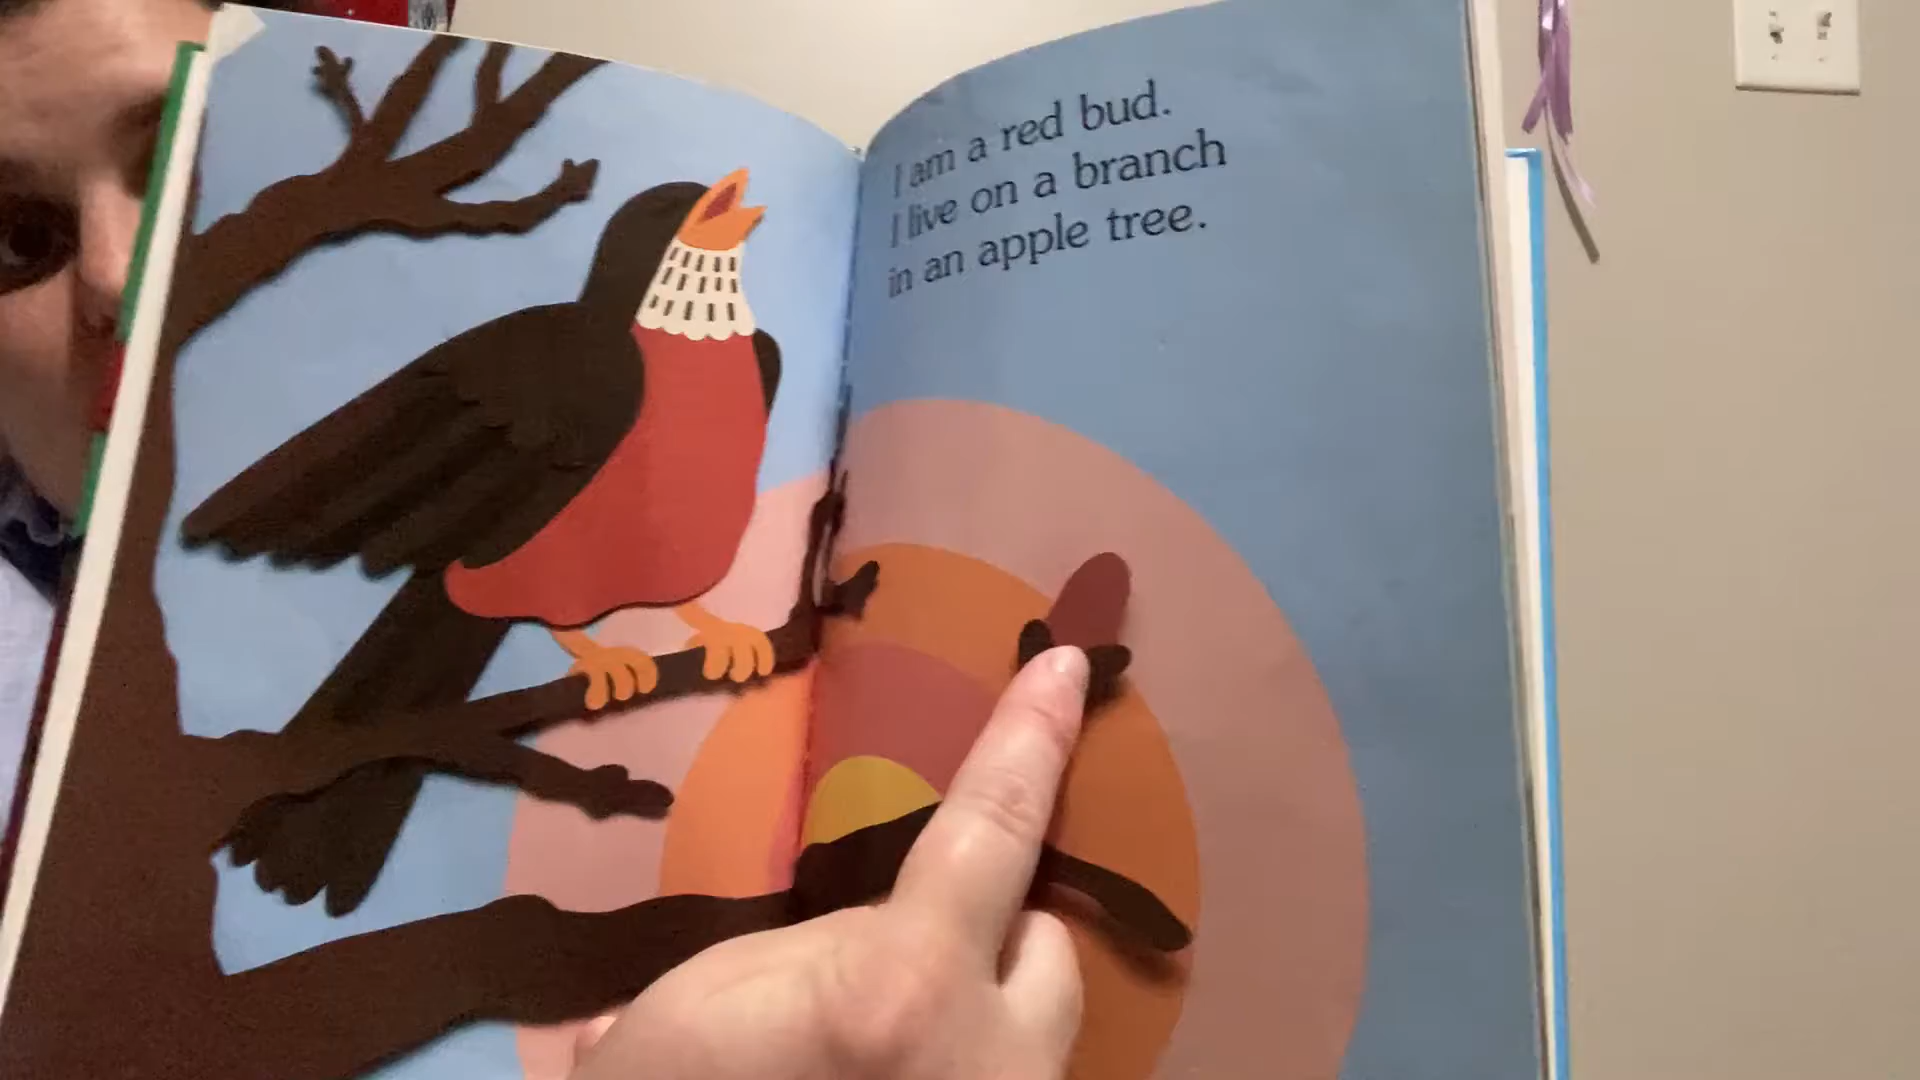 I am a red bud.
I live on a branch
in an apple tree.